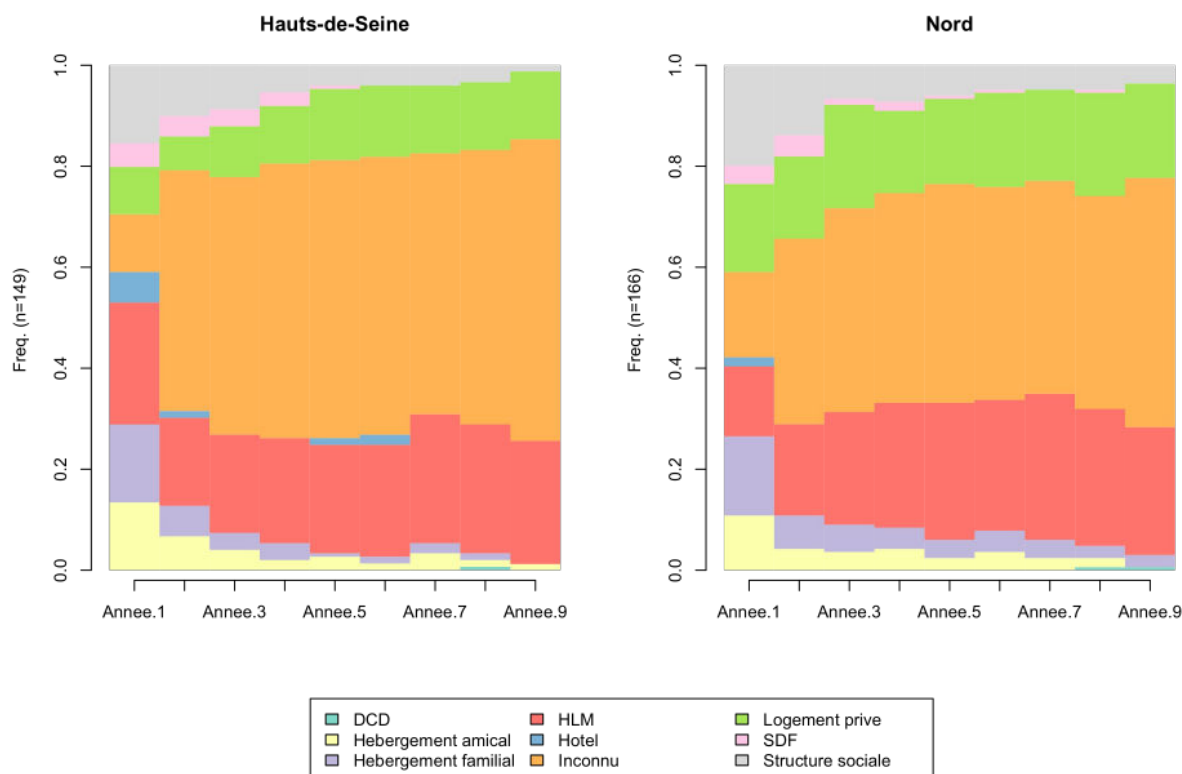 Hauts-de-Seine
Nord
Freq. (n=149)
0.0
0.2
0.4
0.6
0.8
1.0
Annee.1 Annee.3 Annee.5 Annee.7 Annee.9
Freq. (n=166)
0.0
0.2
0.4
0.6
0.8
1.0
Annee.1 Annee.3 Annee.5 Annee.7 Annee.9
DCD
Hebergement amical
Hebergement familial
HLM
Hotel
Inconnu
Logement prive
SDF
Structure sociale